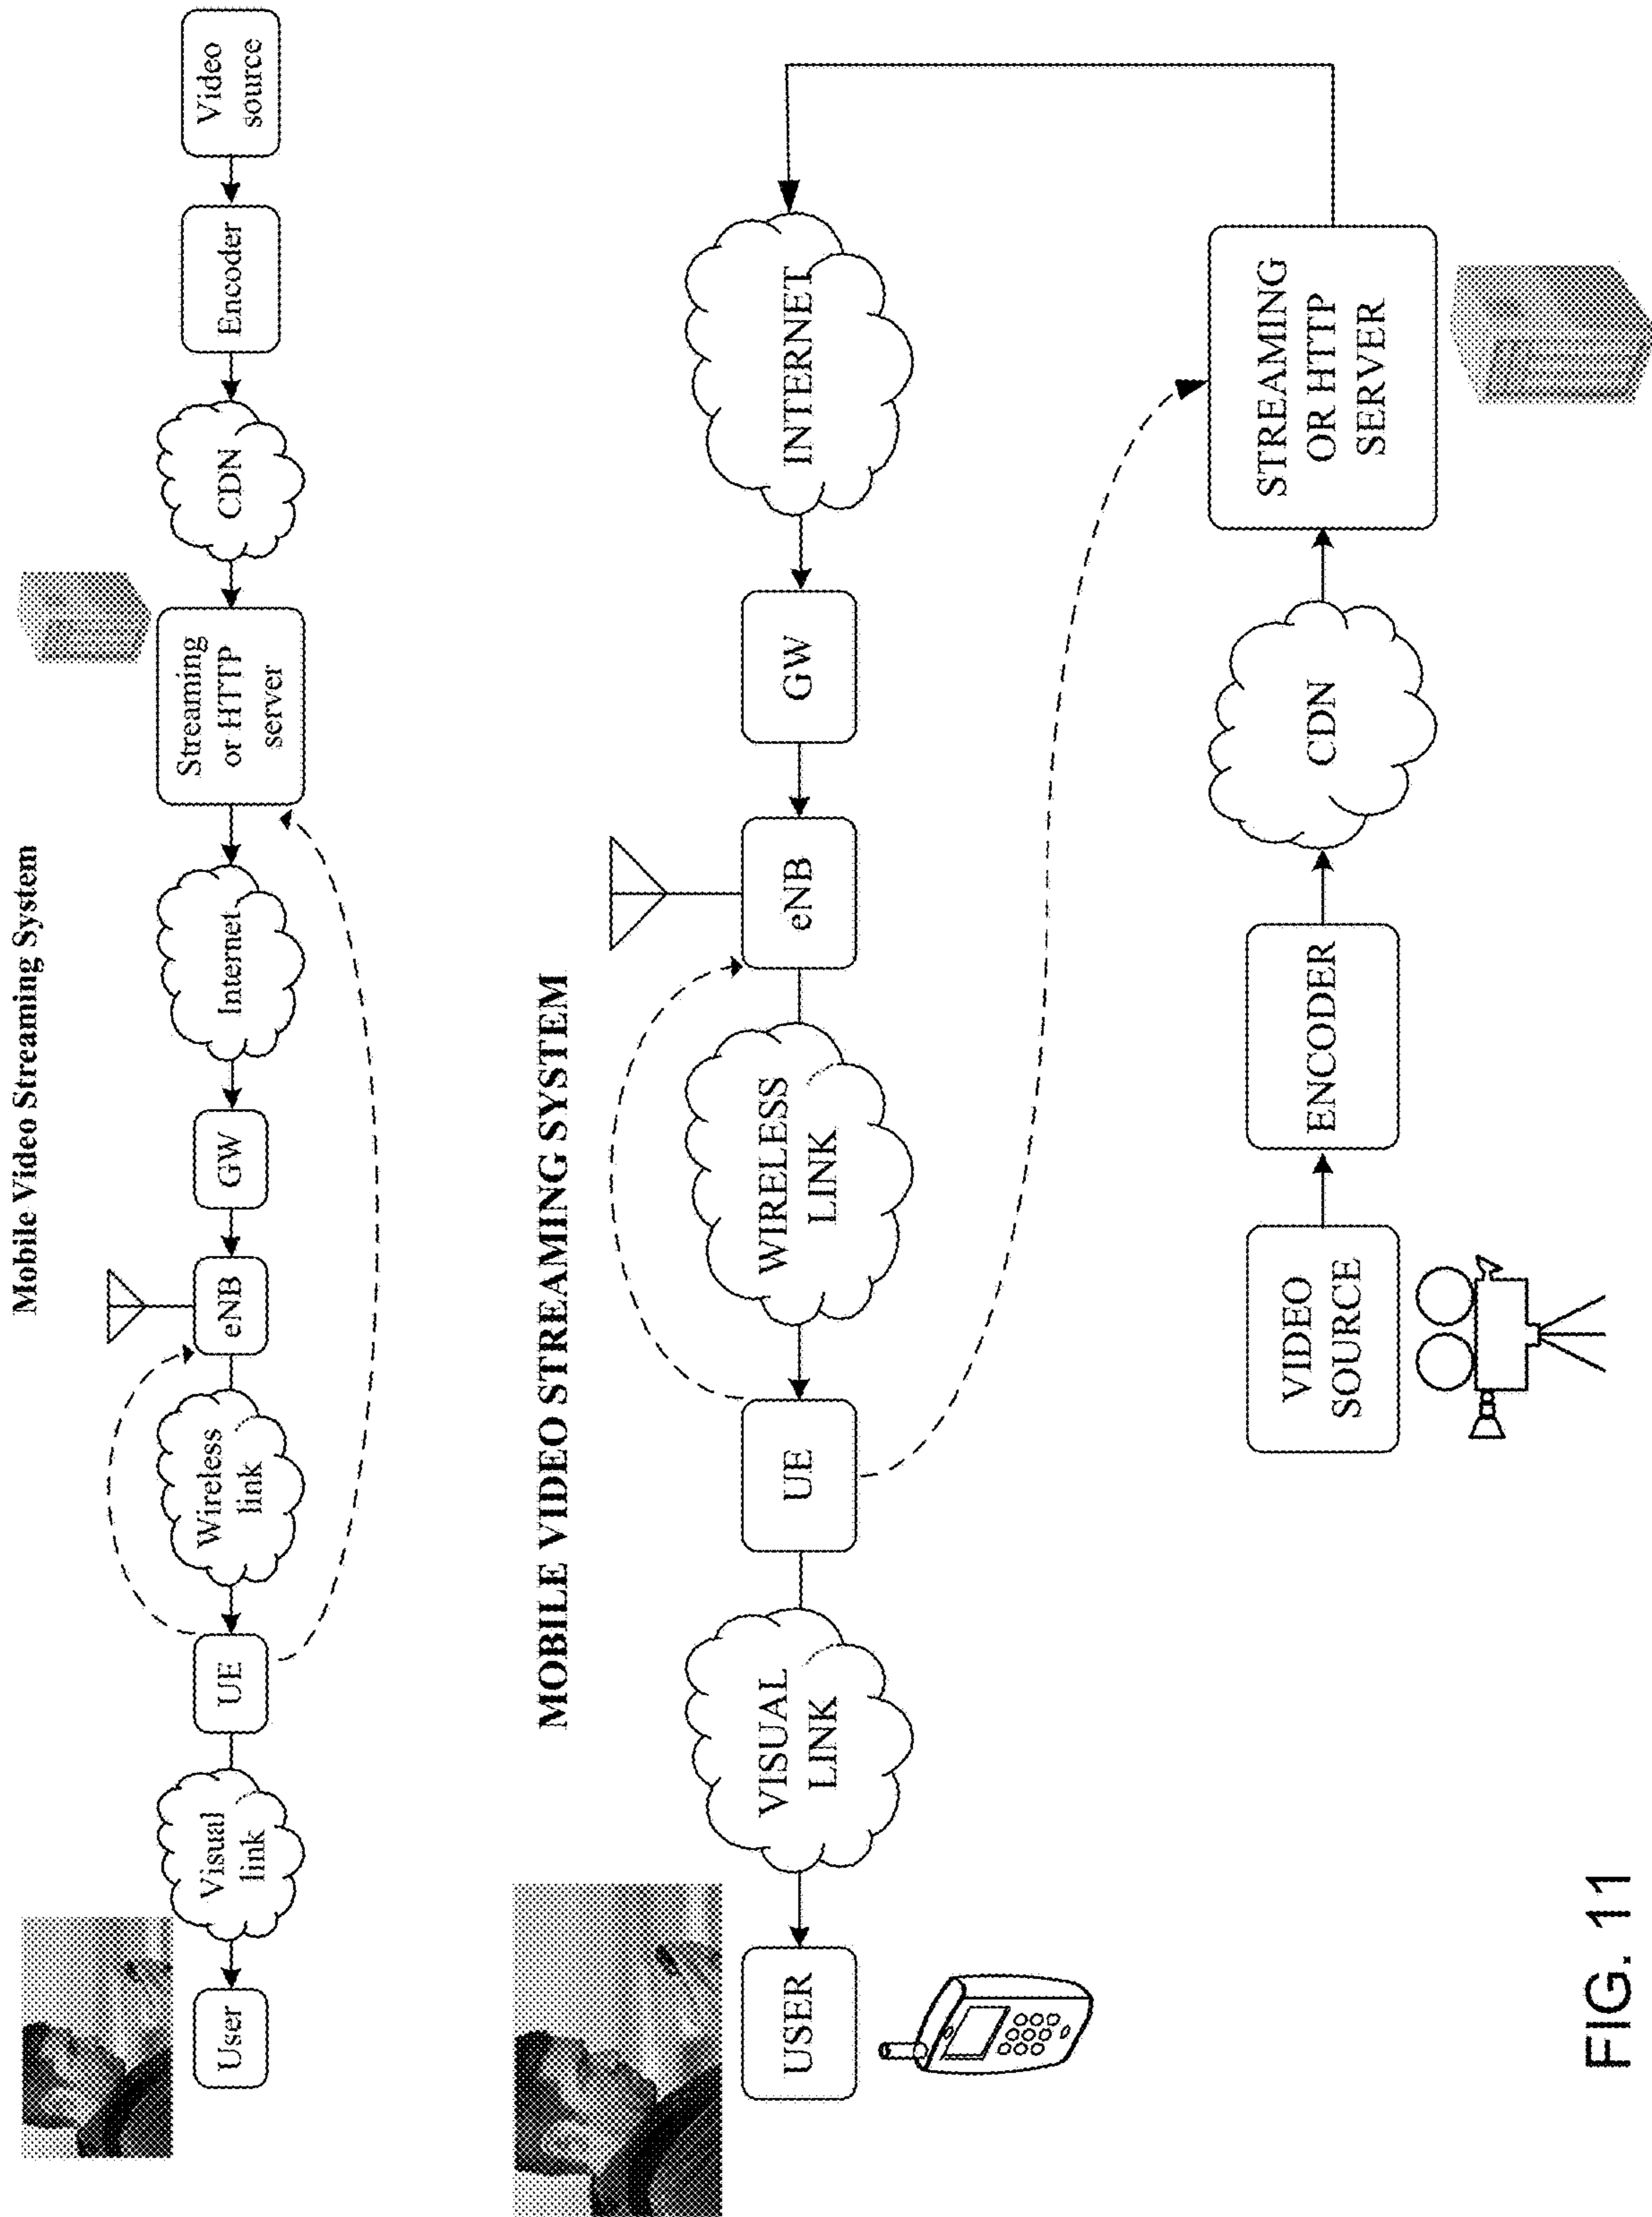 Mobile Video Streaming System
User
Visual
link
UE
Wireless
link
eNB
GW
Internet
Streaming
or HTTP
server
CDN
Encoder
Video
source
MOBILE VIDEO STREAMING SYSTEM
USER
VISUAL
LINK
UE
WIRELESS
LINK
eNB
GW
INTERNET
VIDEO
SOURCE
ENCODER
CDN
STREAMING
OR HTTP
SERVER
FIG. 11